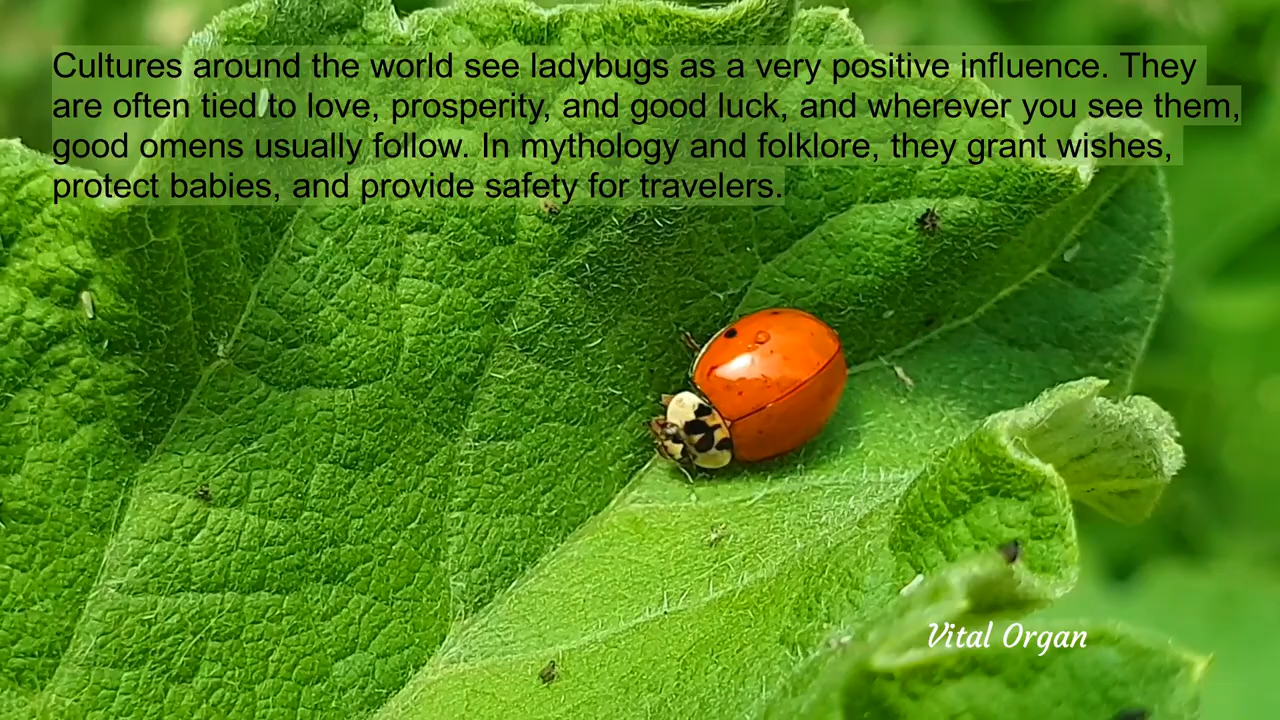 Cultures around the world see ladybugs as a very positive influence. They
are often tied to love, prosperity, and good luck, and wherever you see them,
good omens usually follow. In mythology and folklore, they grant wishes,
protect babies, and provide safety for travelers.
Vital Organ